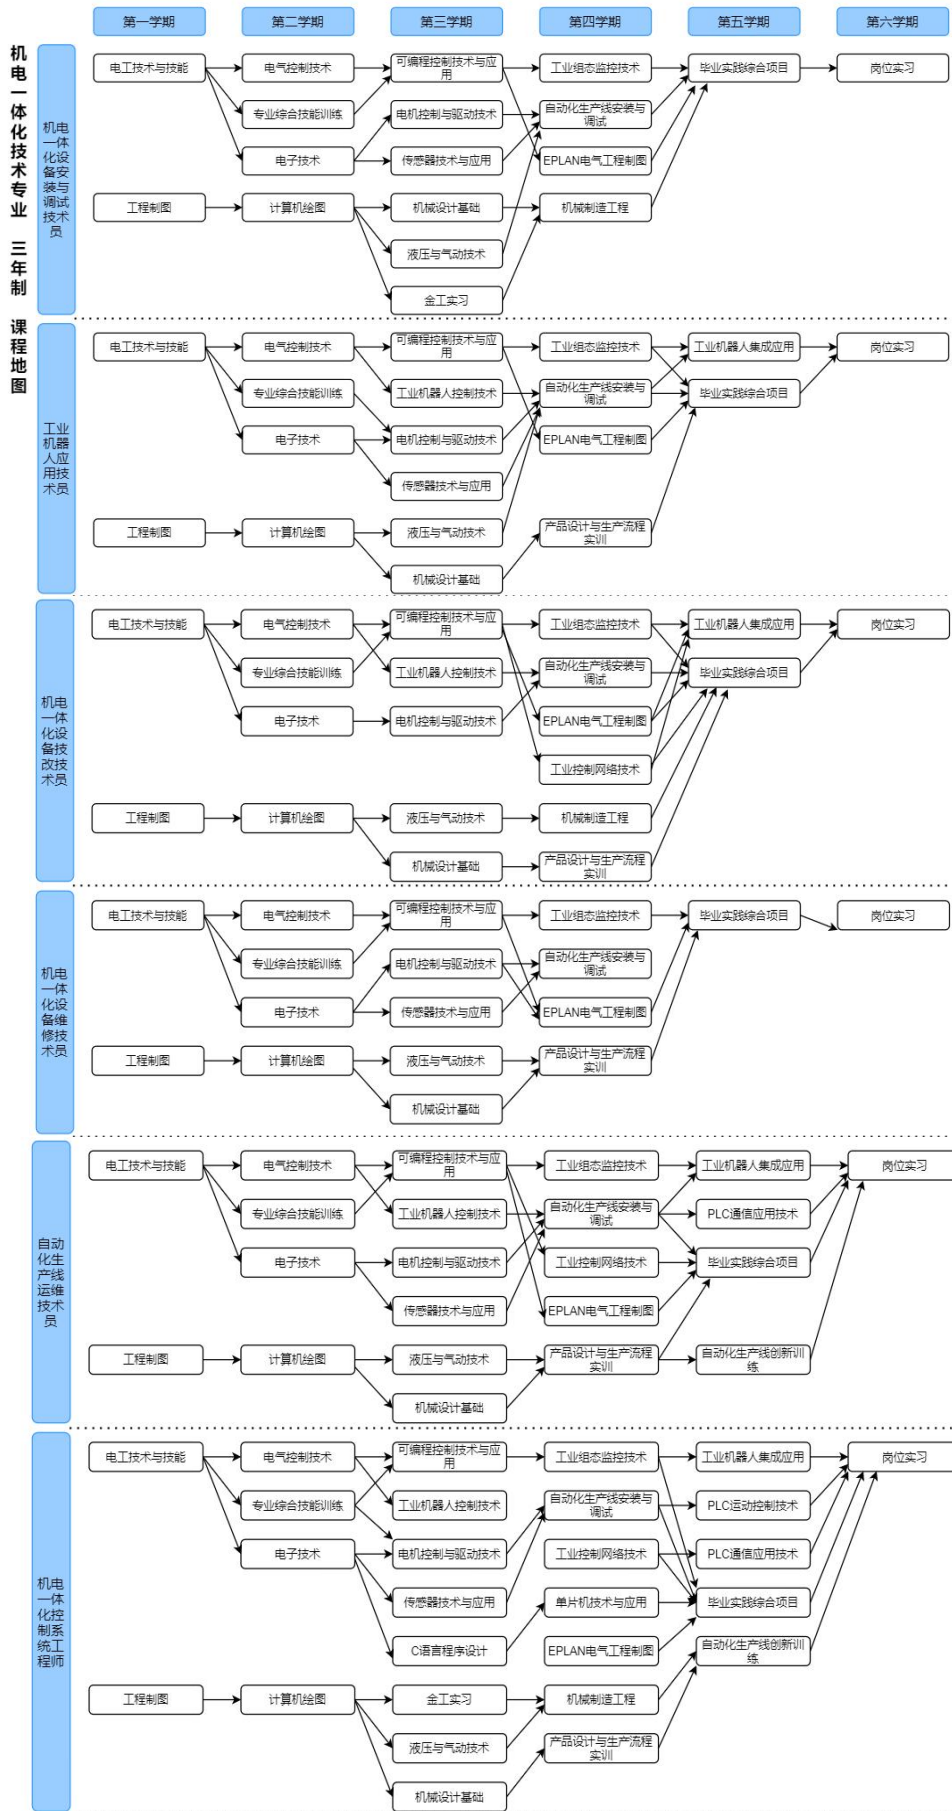 第一学期
第二学期
第三学期
第四学期
第五学期
第六学期
机电一体化技术专业 三年制 课程地图
机电
一体
化设
备安
装与
调试
技术
员
电工技术与技能
电气控制技术
可编程控制技术与应
用
工业组态监控技术
毕业实践综合项目
岗位实习
专业综合技能训练
电机控制与驱动技术
自动化生产线安装与
调试
电子技术
传感器技术与应用
EPLAN电气工程制图
工程制图
计算机绘图
机械设计基础
机械制造工程
液压与气动技术
金工实习
工业
机器
人应
用技
术员
电工技术与技能
电气控制技术
可编程控制技术与应
用
工业组态监控技术
工业机器人集成应用
岗位实习
专业综合技能训练
工业机器人控制技术
自动化生产线安装与
调试
毕业实践综合项目
电子技术
电机控制与驱动技术
EPLAN电气工程制图
传感器技术与应用
工程制图
计算机绘图
液压与气动技术
产品设计与生产流程
实训
机械设计基础
机电
一体
化设
备技
改技
术员
电工技术与技能
电气控制技术
可编程控制技术与应
用
工业组态监控技术
工业机器人集成应用
岗位实习
专业综合技能训练
工业机器人控制技术
自动化生产线安装与
调试
毕业实践综合项目
电子技术
电机控制与驱动技术
EPLAN电气工程制图
工业控制网络技术
工程制图
计算机绘图
液压与气动技术
机械制造工程
机械设计基础
产品设计与生产流程
实训
机电
一体
化设
备维
修技
术员
电工技术与技能
电气控制技术
可编程控制技术与应
用
工业组态监控技术
毕业实践综合项目
岗位实习
专业综合技能训练
电机控制与驱动技术
自动化生产线安装与
调试
电子技术
传感器技术与应用
EPLAN电气工程制图
工程制图
计算机绘图
液压与气动技术
产品设计与生产流程
实训
机械设计基础
自动
化生
产线
运维
技术
员
电工技术与技能
电气控制技术
可编程控制技术与应
用
工业组态监控技术
工业机器人集成应用
岗位实习
专业综合技能训练
工业机器人控制技术
自动化生产线安装与
调试
PLC通信应用技术
电子技术
电机控制与驱动技术
工业控制网络技术
毕业实践综合项目
传感器技术与应用
EPLAN电气工程制图
工程制图
计算机绘图
液压与气动技术
产品设计与生产流程
实训
自动化生产线创新训
练
机械设计基础
机电
一体
化控
制系
统工
程师
电工技术与技能
电气控制技术
可编程控制技术与应
用
工业组态监控技术
工业机器人集成应用
岗位实习
专业综合技能训练
工业机器人控制技术
自动化生产线安装与
调试
PLC运动控制技术
电子技术
电机控制与驱动技术
工业控制网络技术
PLC通信应用技术
传感器技术与应用
单片机技术与应用
毕业实践综合项目
C语言程序设计
EPLAN电气工程制图
自动化生产线创新训
练
工程制图
计算机绘图
金工实习
机械制造工程
液压与气动技术
产品设计与生产流程
实训
机械设计基础